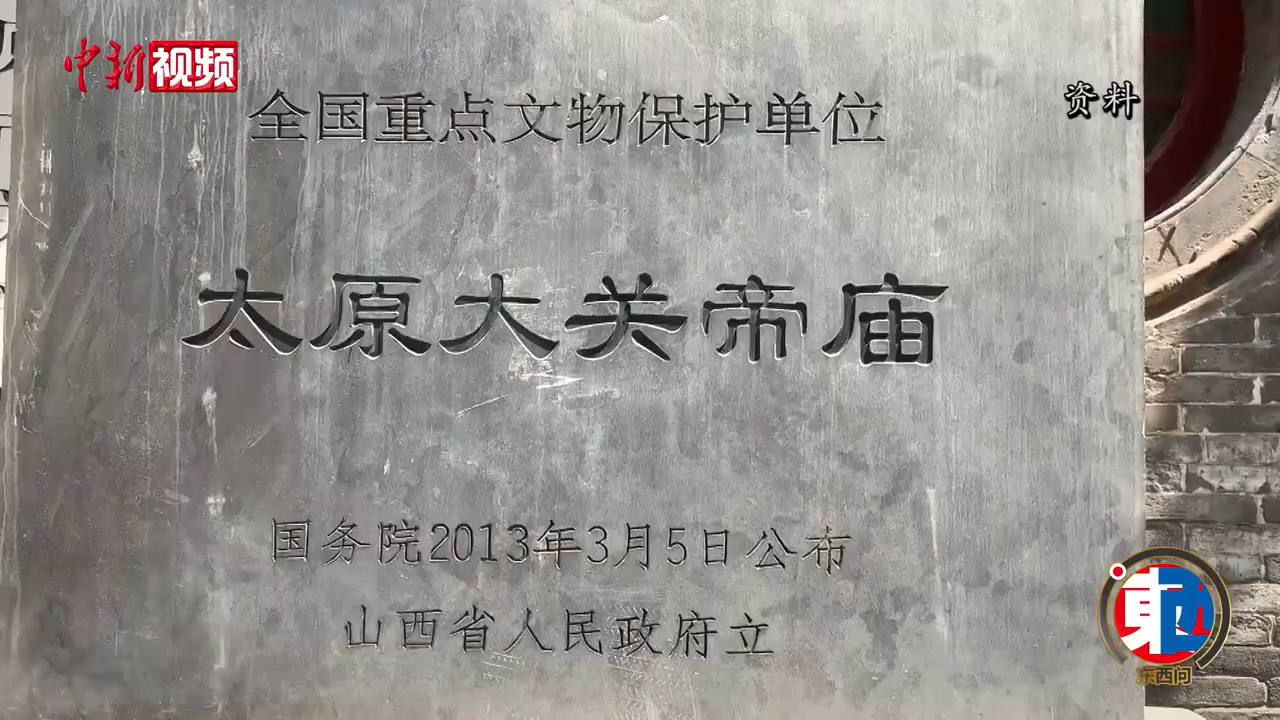 中新视频
资料
全国重点文物保护单位
太原大关帝庙
国务院2013年3月5日公布
山西省人民政府立
东西问